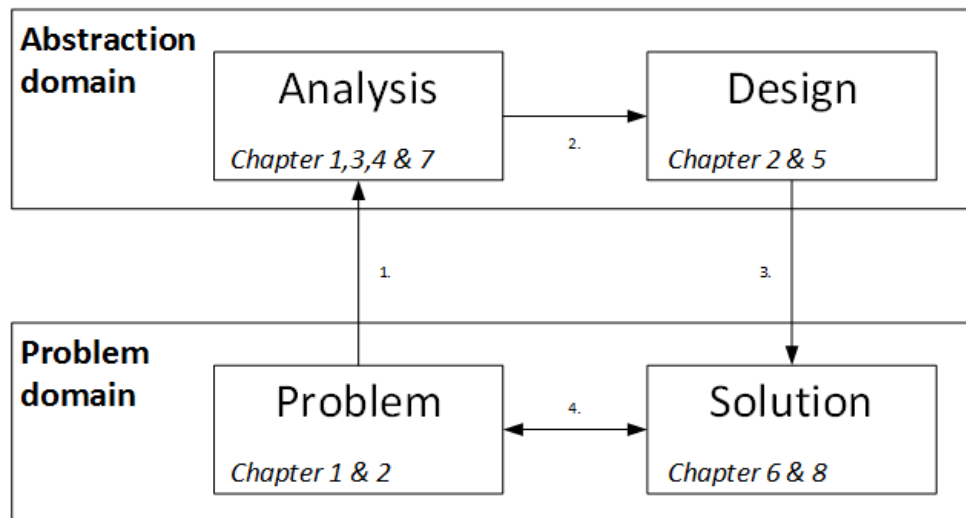 Abstraction
domain
Analysis
Chapter 1,3,4 & 7
2.
Design
Chapter 2 & 5
1.
3.
Problem
domain
Problem
Chapter 1 & 2
4.
Solution
Chapter 6 & 8